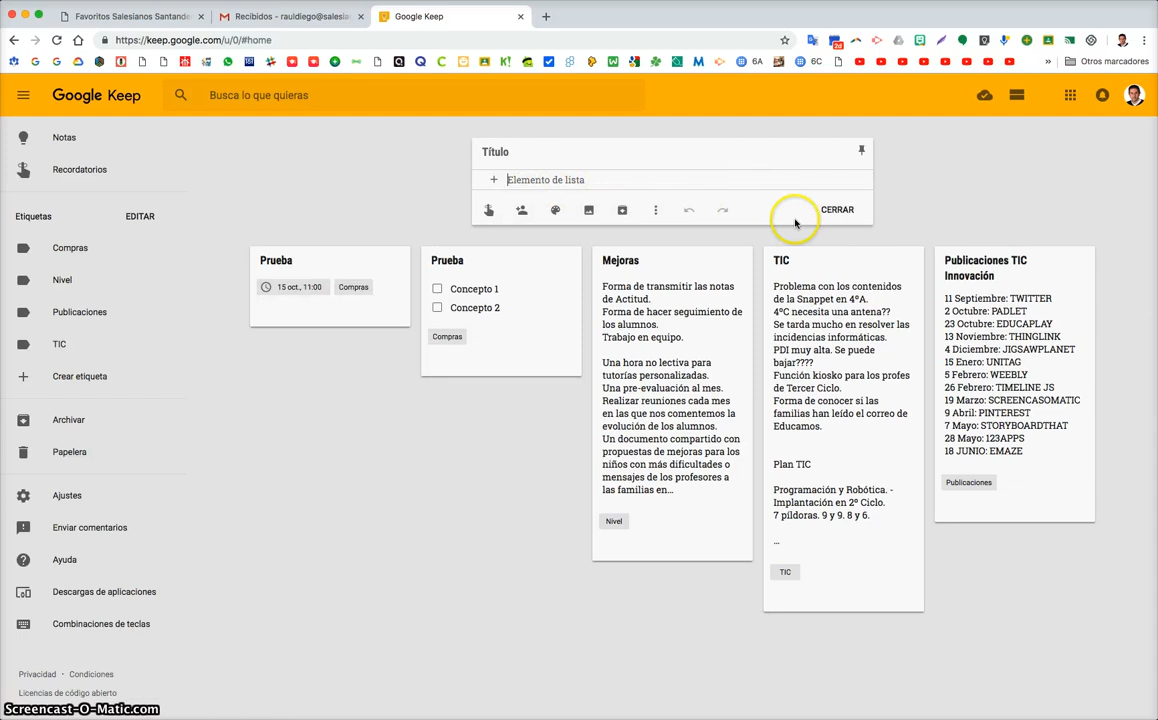 Favoritos Salesianos Santande
Recibidos - rauldiego@salesia
Google Keep
https://keep.google.com/u/0/#home
6A
6C
Otros marcadores
Google Keep
Busca lo que quieras
Notas
Recordatorios
Etiquetas
EDITAR
Compras
Nivel
Publicaciones
TIC
Crear etiqueta
Archivar
Papelera
Ajustes
Enviar comentarios
Ayuda
Descargas de aplicaciones
Combinaciones de teclas
Privacidad · Condiciones
Licencias de código abierto
Título
Elemento de lista
CERRAR
Prueba
15 oct., 11:00
Compras
Prueba
Concepto 1
Concepto 2
Compras
Mejoras
Forma de transmitir las notas
de Actitud.
Forma de hacer seguimiento de
los alumnos.
Trabajo en equipo.
Una hora no lectiva para
tutorías personalizadas.
Una pre-evaluación al mes.
Realizar reuniones cada mes
en las que nos comentemos la
evolución de los alumnos.
Un documento compartido con
propuestas de mejoras para los
niños con más dificultades o
mensajes de los profesores a
las familias en...
Nivel
TIC
Problema con los contenidos
de la Snappet en 4ºA.
4ºC necesita una antena??
Se tarda mucho en resolver las
incidencias informáticas.
PDI muy alta. Se puede
bajar????
Función kiosko para los profes
de Tercer Ciclo.
Forma de conocer si las
familias han leído el correo de
Educamos.
Plan TIC
Programación y Robótica. -
Implantación en 2º Ciclo.
7 píldoras. 9 y 9. 8 y 6.
...
TIC
Publicaciones TIC
Innovación
11 Septiembre: TWITTER
2 Octubre: PADLET
23 Octubre: EDUCAPLAY
13 Noviembre: THINGLINK
4 Diciembre: JIGSAWPLANET
15 Enero: UNITAG
5 Febrero: WEEBLY
26 Febrero: TIMELINE JS
19 Marzo: SCREENCASOMATIC
9 Abril: PINTEREST
7 Mayo: STORYBOARDTHAT
28 Mayo: 123APPS
18 JUNIO: EMAZE
Publicaciones
Screencast-O-Matic.com